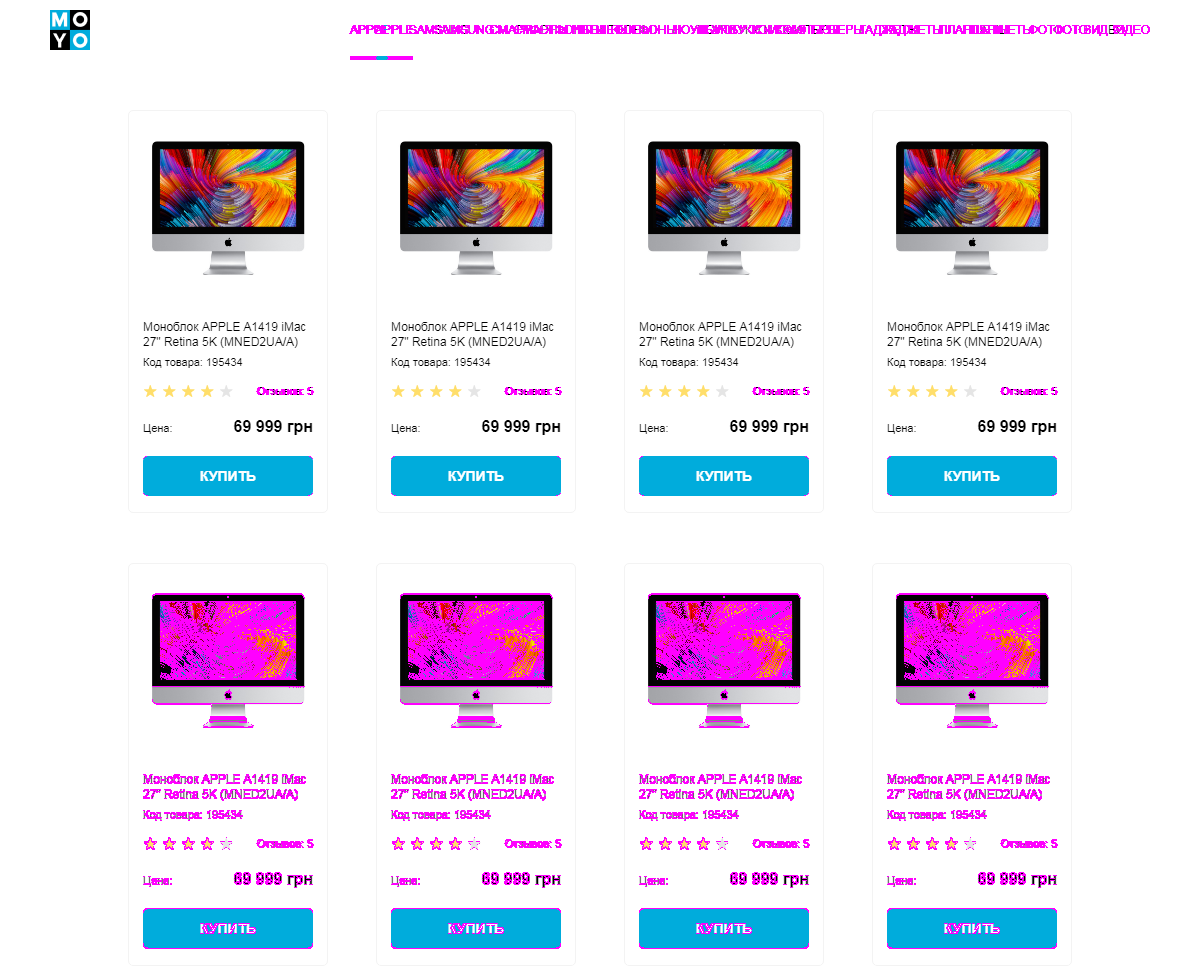 MOYO
Моноблок APPLE A1419 iMac
27" Retina 5K (MNED2UA/A)
Код товара: 195434
Отзывов: 5
Цена: 69 999 грн
КУПИТЬ
Моноблок APPLE A1419 iMac
27" Retina 5K (MNED2UA/A)
Код товара: 195434
Отзывов: 5
Цена: 69 999 грн
КУПИТЬ
Моноблок APPLE A1419 iMac
27" Retina 5K (MNED2UA/A)
Код товара: 195434
Отзывов: 5
Цена: 69 999 грн
КУПИТЬ
Моноблок APPLE A1419 iMac
27" Retina 5K (MNED2UA/A)
Код товара: 195434
Отзывов: 5
Цена: 69 999 грн
КУПИТЬ
Моноблок APPLE A1419 iMac
27" Retina 5K (MNED2UA/A)
Код товара: 195434
Отзывов: 5
Цена: 69 999 грн
КУПИТЬ
Моноблок APPLE A1419 iMac
27" Retina 5K (MNED2UA/A)
Код товара: 195434
Отзывов: 5
Цена: 69 999 грн
КУПИТЬ
Моноблок APPLE A1419 iMac
27" Retina 5K (MNED2UA/A)
Код товара: 195434
Отзывов: 5
Цена: 69 999 грн
КУПИТЬ
Моноблок APPLE A1419 iMac
27" Retina 5K (MNED2UA/A)
Код товара: 195434
Отзывов: 5
Цена: 69 999 грн
КУПИТЬ